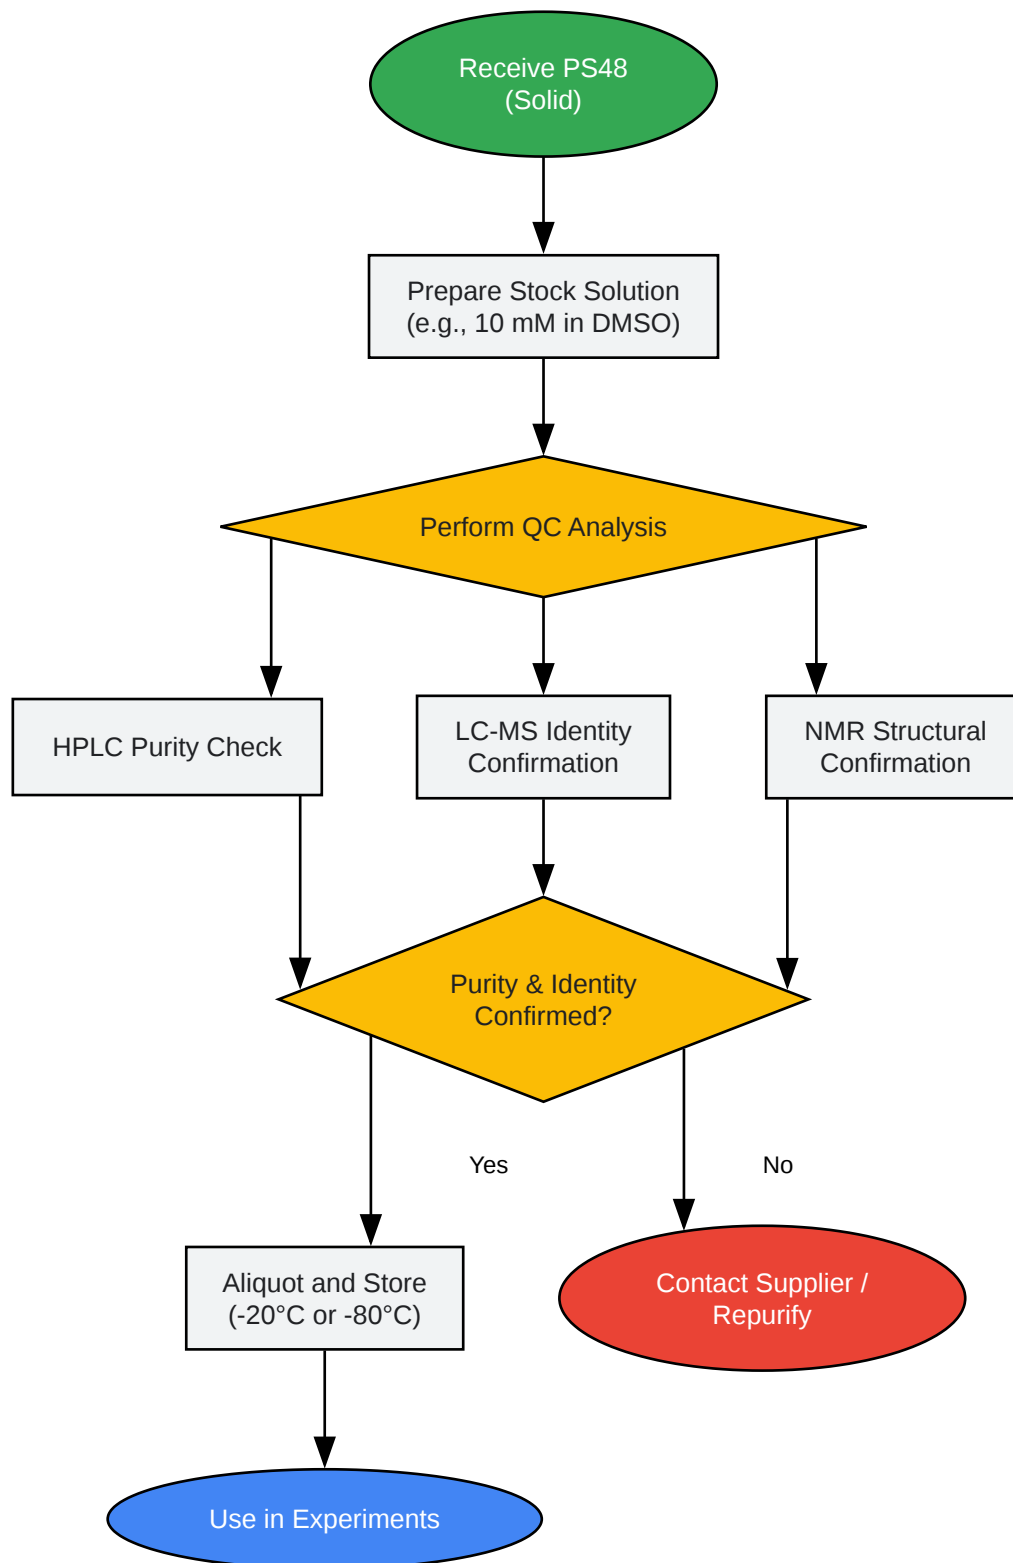 Receive PS48
(Solid)
Prepare Stock Solution
(e.g., 10 mM in DMSO)
Perform QC Analysis
HPLC Purity Check
LC-MS Identity
Confirmation
NMR Structural
Confirmation
Purity & Identity
Confirmed?
Yes
No
Aliquot and Store
(-20°C or -80°C)
Contact Supplier /
Repurify
Use in Experiments